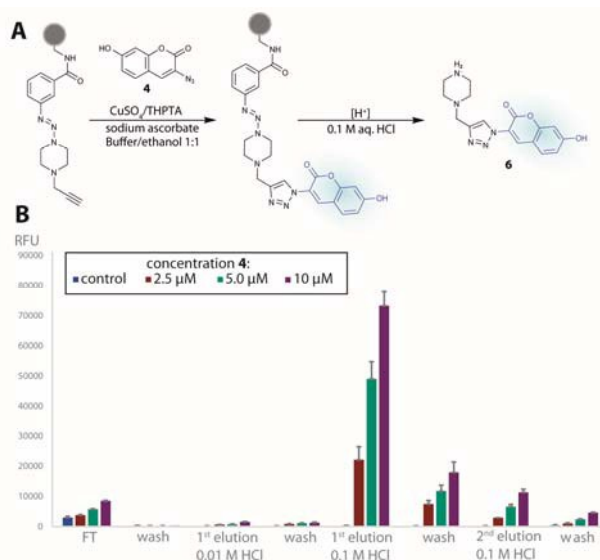 A
NH
O
HO
O
O
N₃
4
CuSO₄/THPTA
sodium ascorbate
Buffer/ethanol 1:1
N=N
N
N
NH
O
N=N
N
N
N=N
N
O
O
OH
[H⁺]
0.1 M aq. HCl
H₂
N
N
N=N
N
O
O
OH
6
B
RFU
90000
80000
70000
60000
50000
40000
30000
20000
10000
0
concentration 4:
control
2.5 μM
5.0 μM
10 μM
FT
wash
1st elution
0.01 M HCl
wash
1st elution
0.1 M HCl
wash
2nd elution
0.1 M HCl
wash